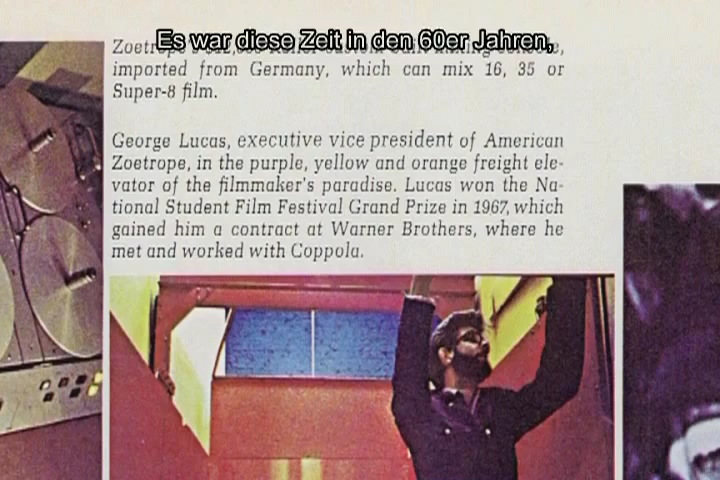 Es war diese Zeit in den 60er Jahren,
imported from Germany, which can mix 16, 35 or
Super-8 film.
George Lucas, executive vice president of American
Zoetrope, in the purple, yellow and orange freight ele-
vator of the filmmaker's paradise. Lucas won the Na-
tional Student Film Festival Grand Prize in 1967, which
gained him a contract at Warner Brothers, where he
met and worked with Coppola.